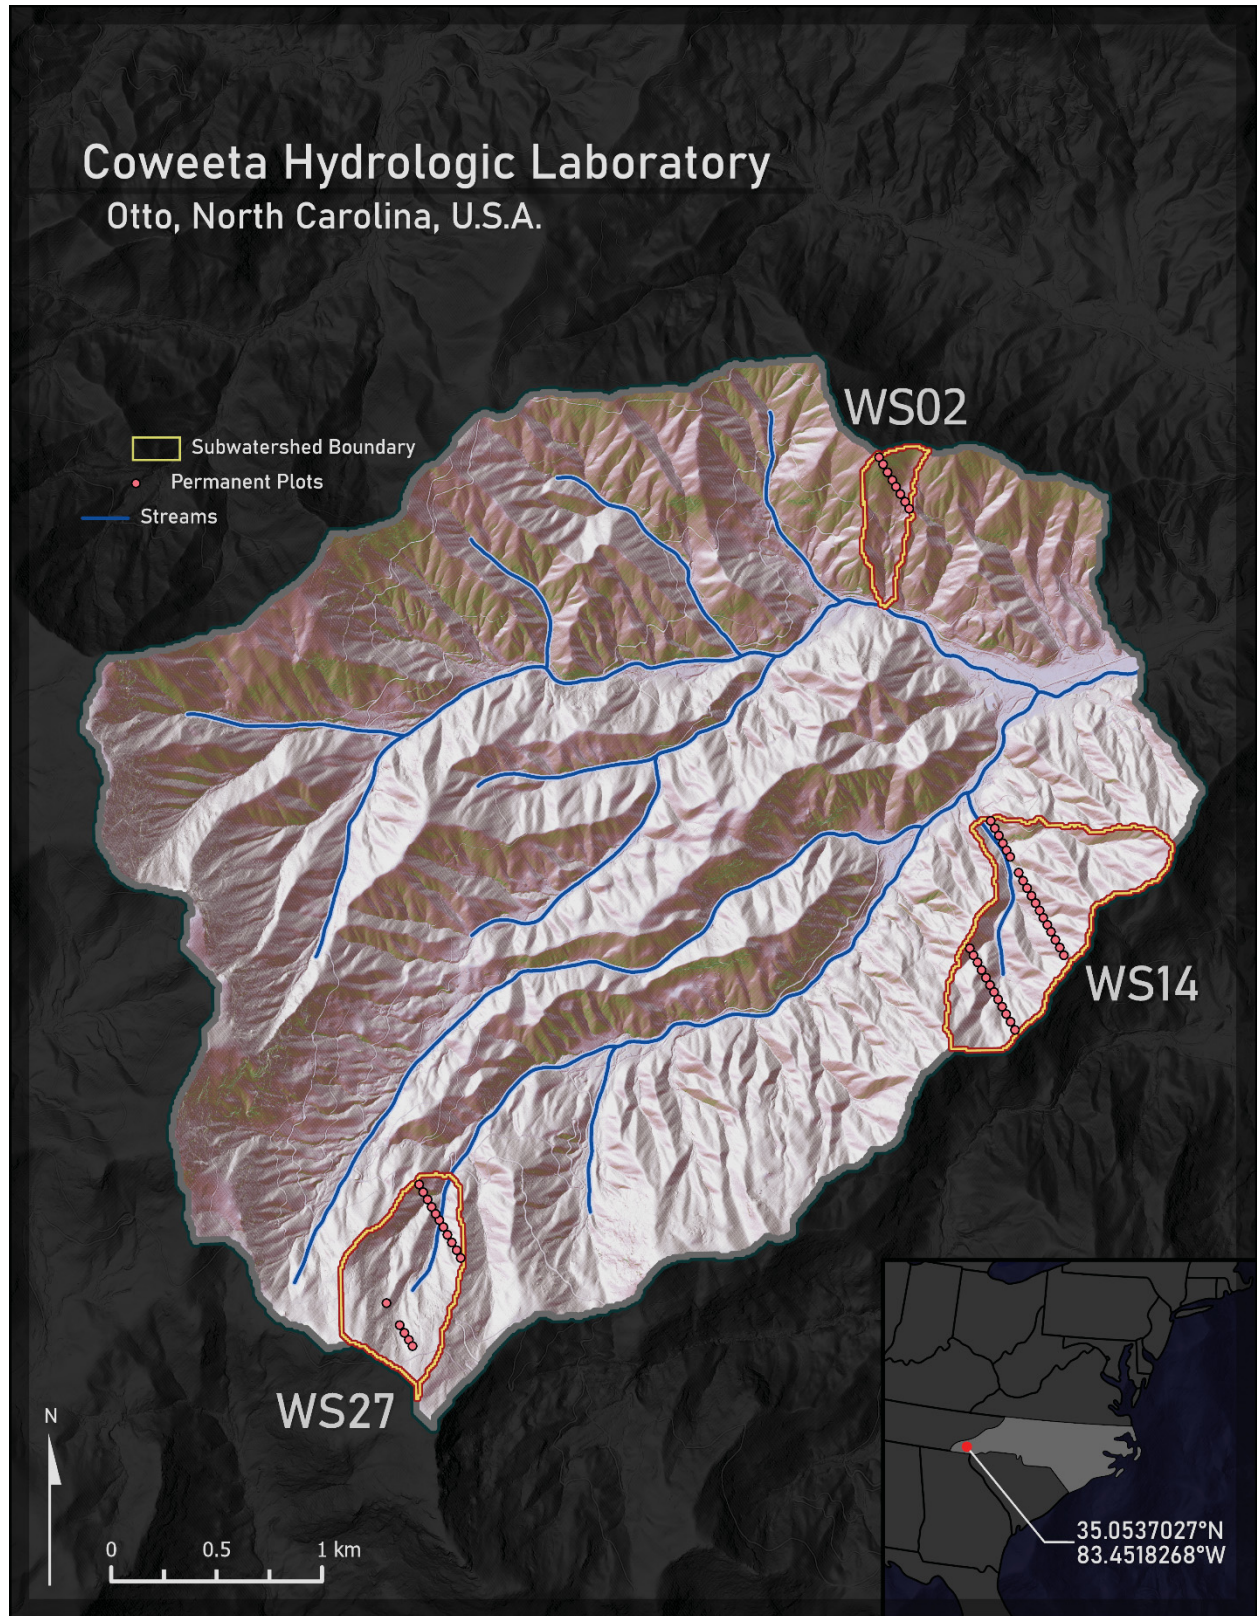 Coweeta Hydrologic Laboratory
Otto, North Carolina, U.S.A.
WS02
Subwatershed Boundary
Permanent Plots
Streams
WS14
WS27
N
0 0.5 1 km
35.0537027°N
83.4518268°W